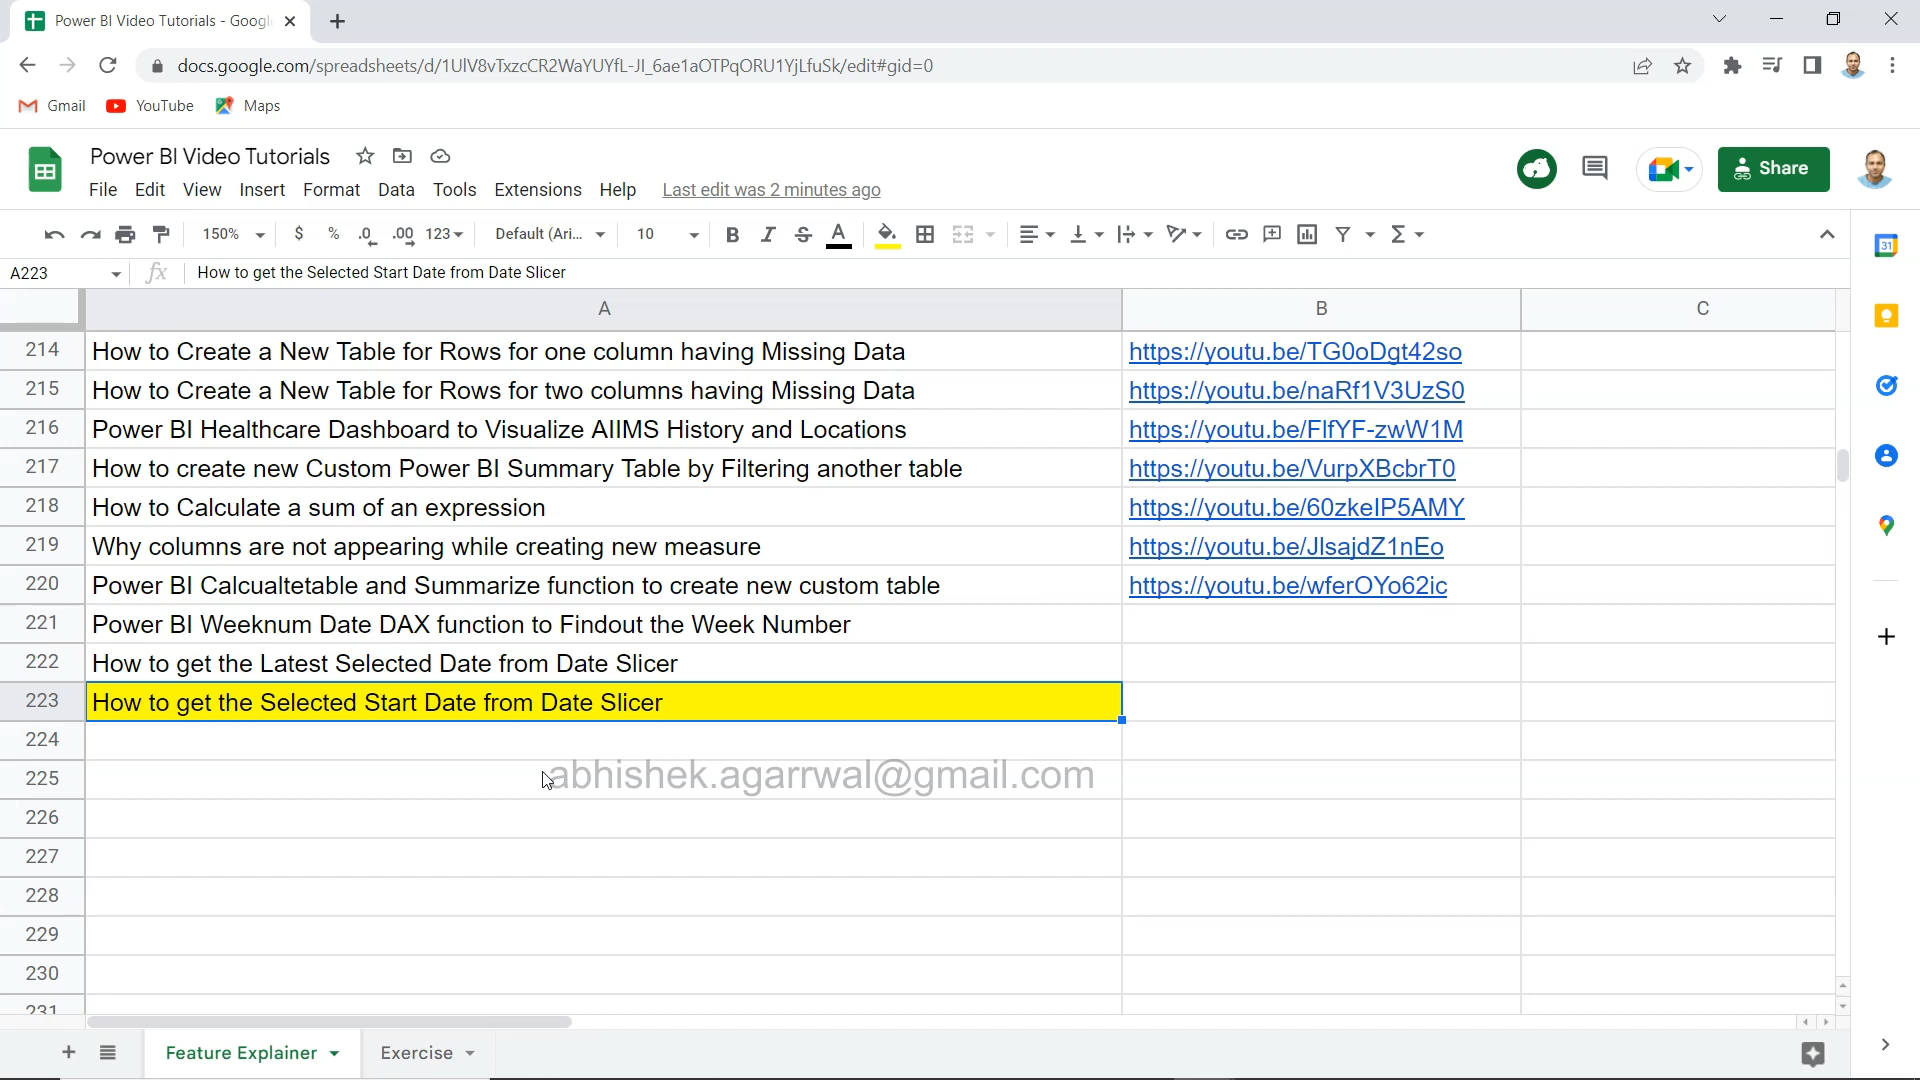 Power BI Video Tutorials - Googl
docs.google.com/spreadsheets/d/1UlV8vTxzcCR2WaYUYfL-JI_6ae1aOTPqORU1YjLfuSk/edit#gid=0
Gmail YouTube Maps
Power BI Video Tutorials
File Edit View Insert Format Data Tools Extensions Help Last edit was 2 minutes ago
Share
150% $ % .0 .00 123 Default (Ari... 10 B I S A
A223 fx How to get the Selected Start Date from Date Slicer
A B C
214 How to Create a New Table for Rows for one column having Missing Data https://youtu.be/TG0oDgt42so
215 How to Create a New Table for Rows for two columns having Missing Data https://youtu.be/naRf1V3UzS0
216 Power BI Healthcare Dashboard to Visualize AIIMS History and Locations https://youtu.be/FlfYF-zwW1M
217 How to create new Custom Power BI Summary Table by Filtering another table https://youtu.be/VurpXBcbrT0
218 How to Calculate a sum of an expression https://youtu.be/60zkeIP5AMY
219 Why columns are not appearing while creating new measure https://youtu.be/JIsajdZ1nEo
220 Power BI Calcualtetable and Summarize function to create new custom table https://youtu.be/wferOYo62ic
221 Power BI Weeknum Date DAX function to Findout the Week Number
222 How to get the Latest Selected Date from Date Slicer
223 How to get the Selected Start Date from Date Slicer
224
225 abhishek.agarrwal@gmail.com
226
227
228
229
230
231
Feature Explainer Exercise
31